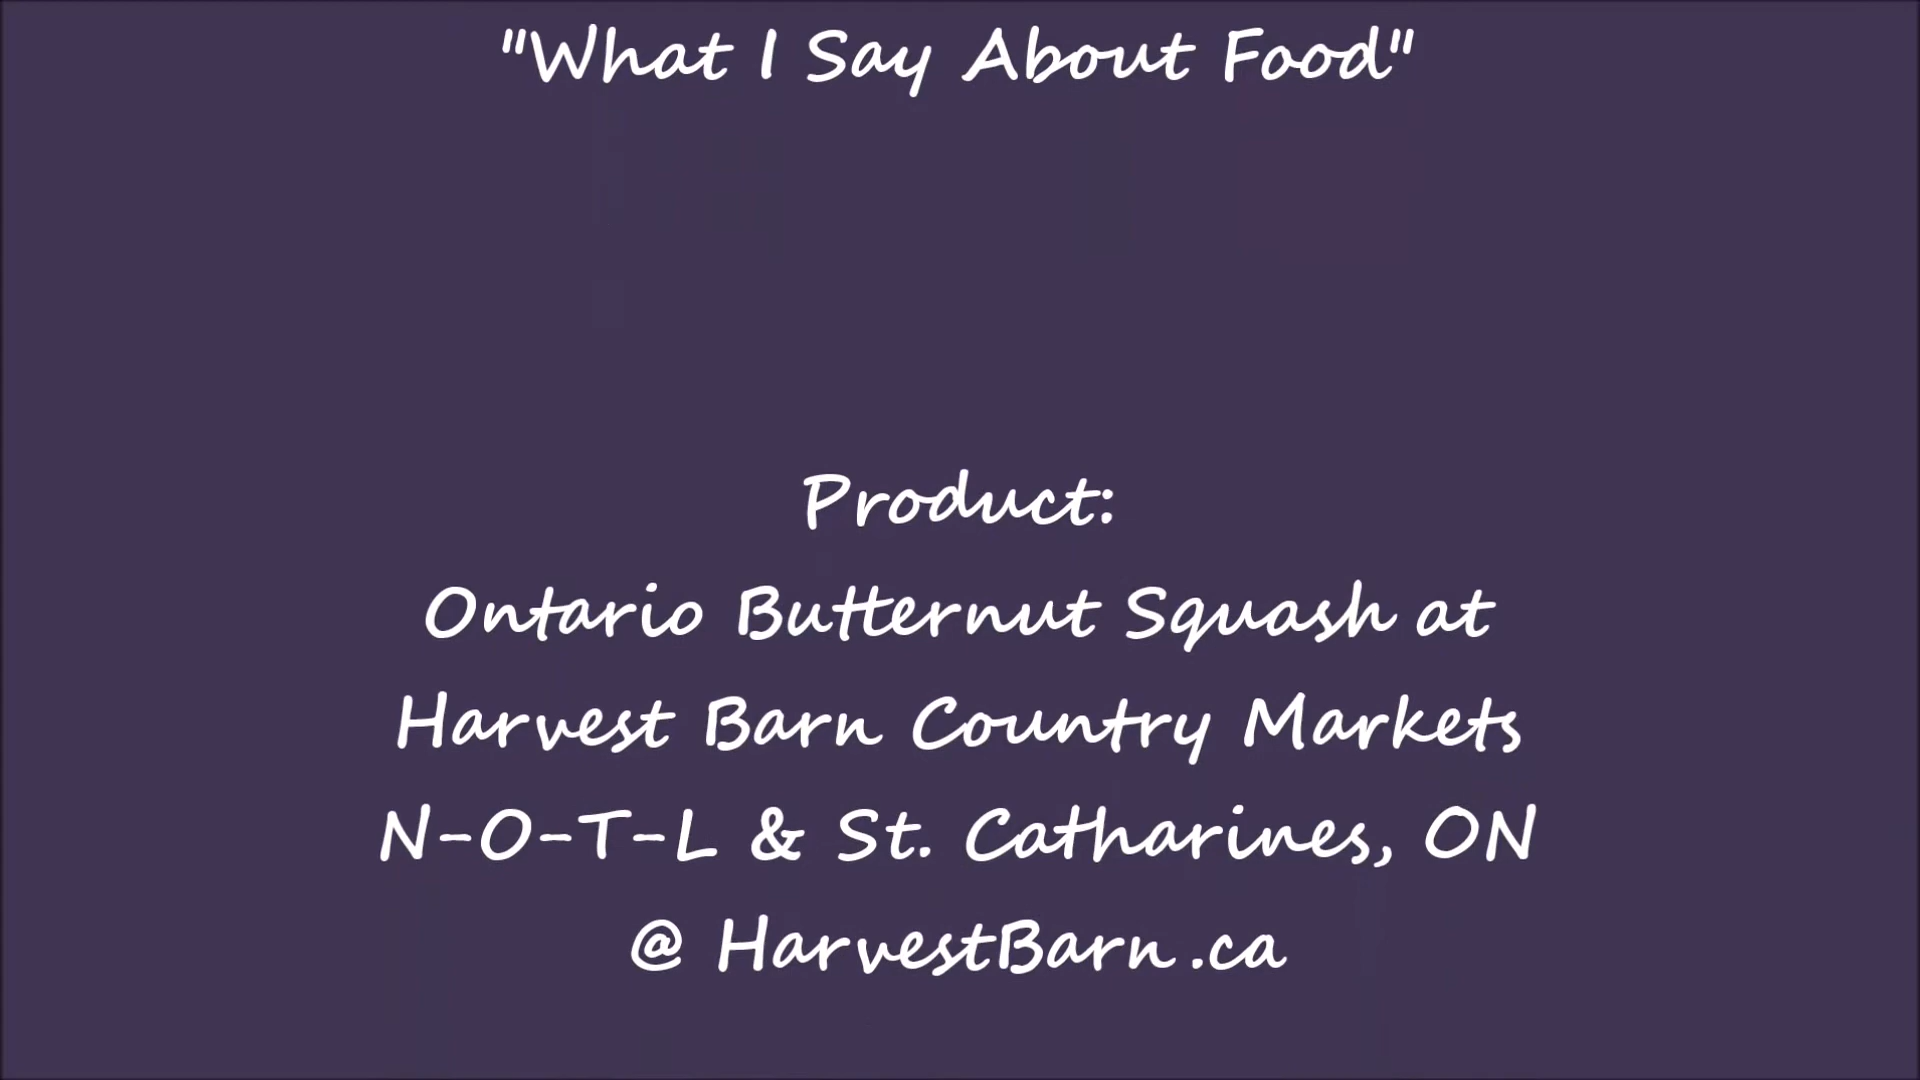 "What I Say About Food"
Product:
Ontario Butternut Squash at
Harvest Barn Country Markets
N-O-T-L & St. Catharines, ON
@ HarvestBarn.ca